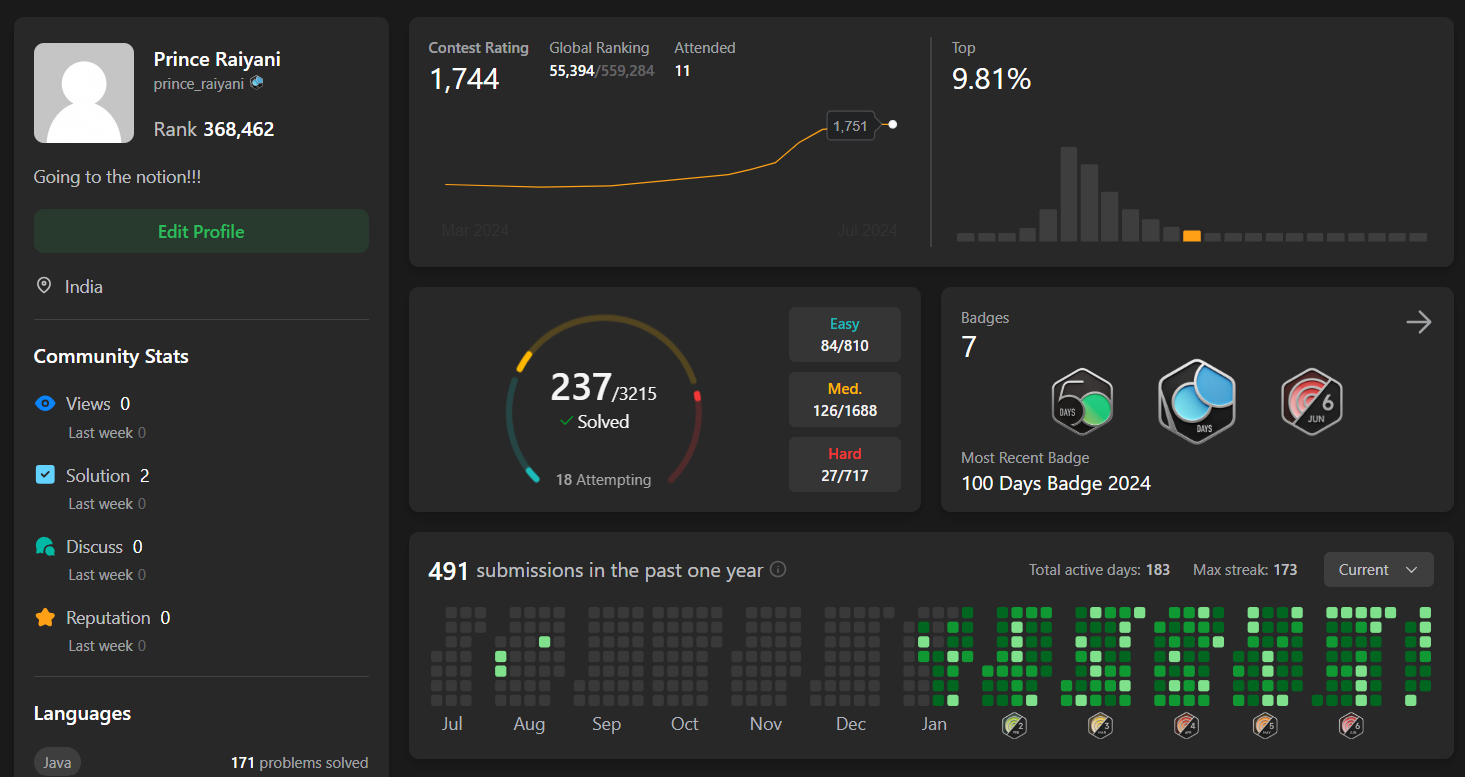 Prince Raiyani
prince_raiyani
Rank 368,462
Going to the notion!!!
Edit Profile
India
Community Stats
Views 0
Last week 0
Solution 2
Last week 0
Discuss 0
Last week 0
Reputation 0
Last week 0
Languages
Java 171 problems solved
Contest Rating Global Ranking Attended
1,744 55,394/559,284 11
1,751
Mar 2024 Jul 2024
Top
9.81%
237/3215
Solved
18 Attempting
Easy
84/810
Med.
126/1688
Hard
27/717
Badges
7
50
DAYS
DAYS
6
JUN
Most Recent Badge
100 Days Badge 2024
491 submissions in the past one year Total active days: 183 Max streak: 173 Current
Jul Aug Sep Oct Nov Dec Jan 2 3 4 5 6